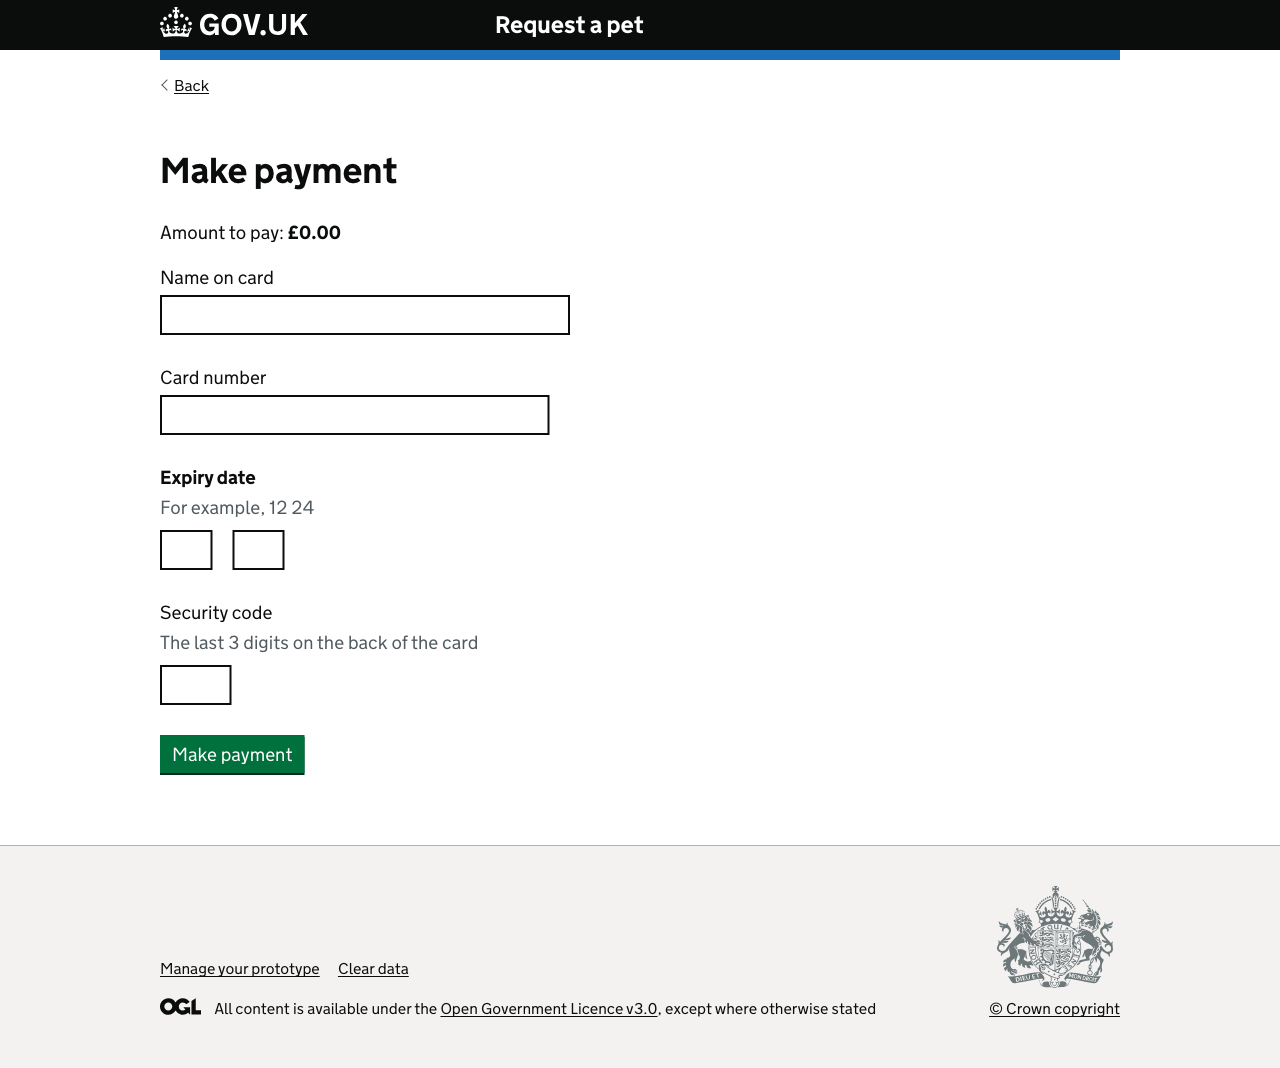 GOV.UK
Request a pet
Back
Make payment
Amount to pay: £0.00
Name on card
Card number
Expiry date
For example, 12 24
Security code
The last 3 digits on the back of the card
Make payment
Manage your prototype
Clear data
OGL
All content is available under the Open Government Licence v3.0, except where otherwise stated
© Crown copyright